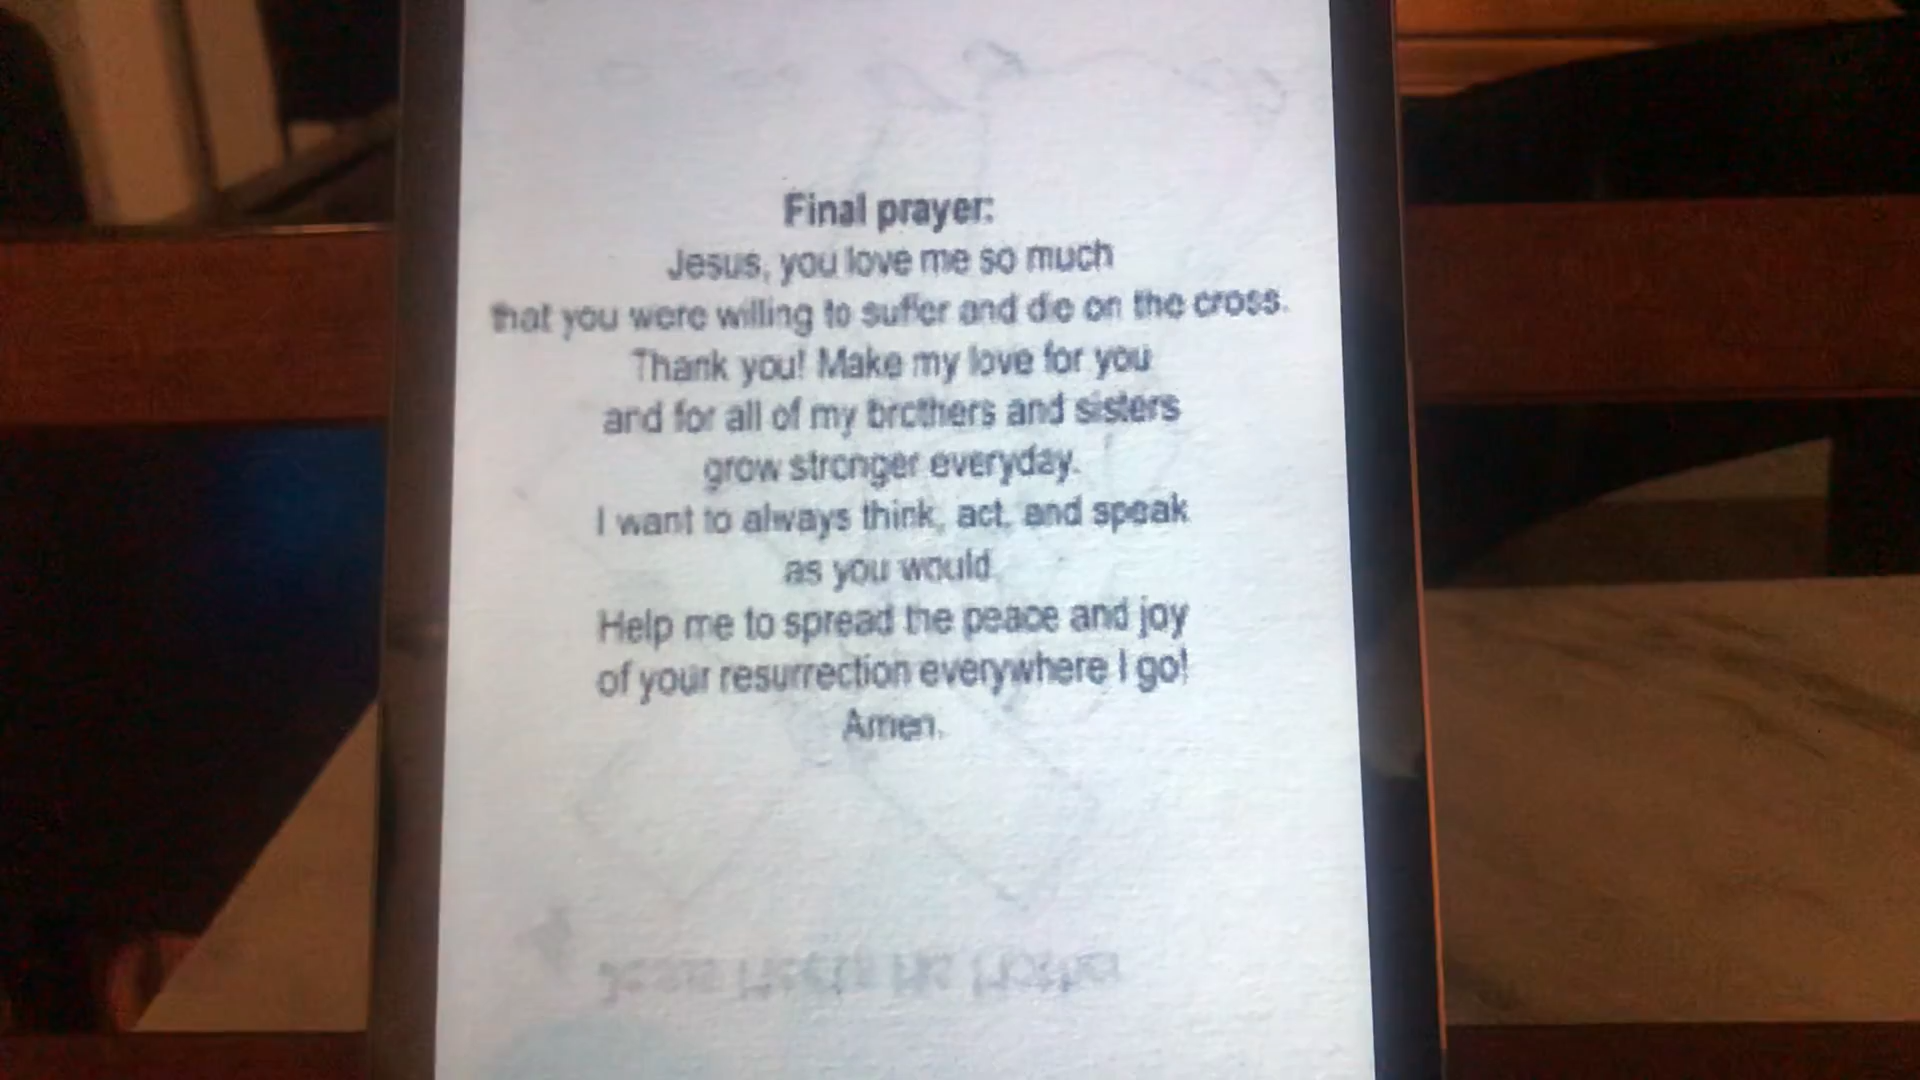 Final prayer:
Jesus, you love me so much
that you were willing to suffer and die on the cross.
Thank you! Make my love for you
and for all of my brothers and sisters
grow stronger everyday.
I want to always think, act, and speak
as you would.
Help me to spread the peace and joy
of your resurrection everywhere I go!
Amen.